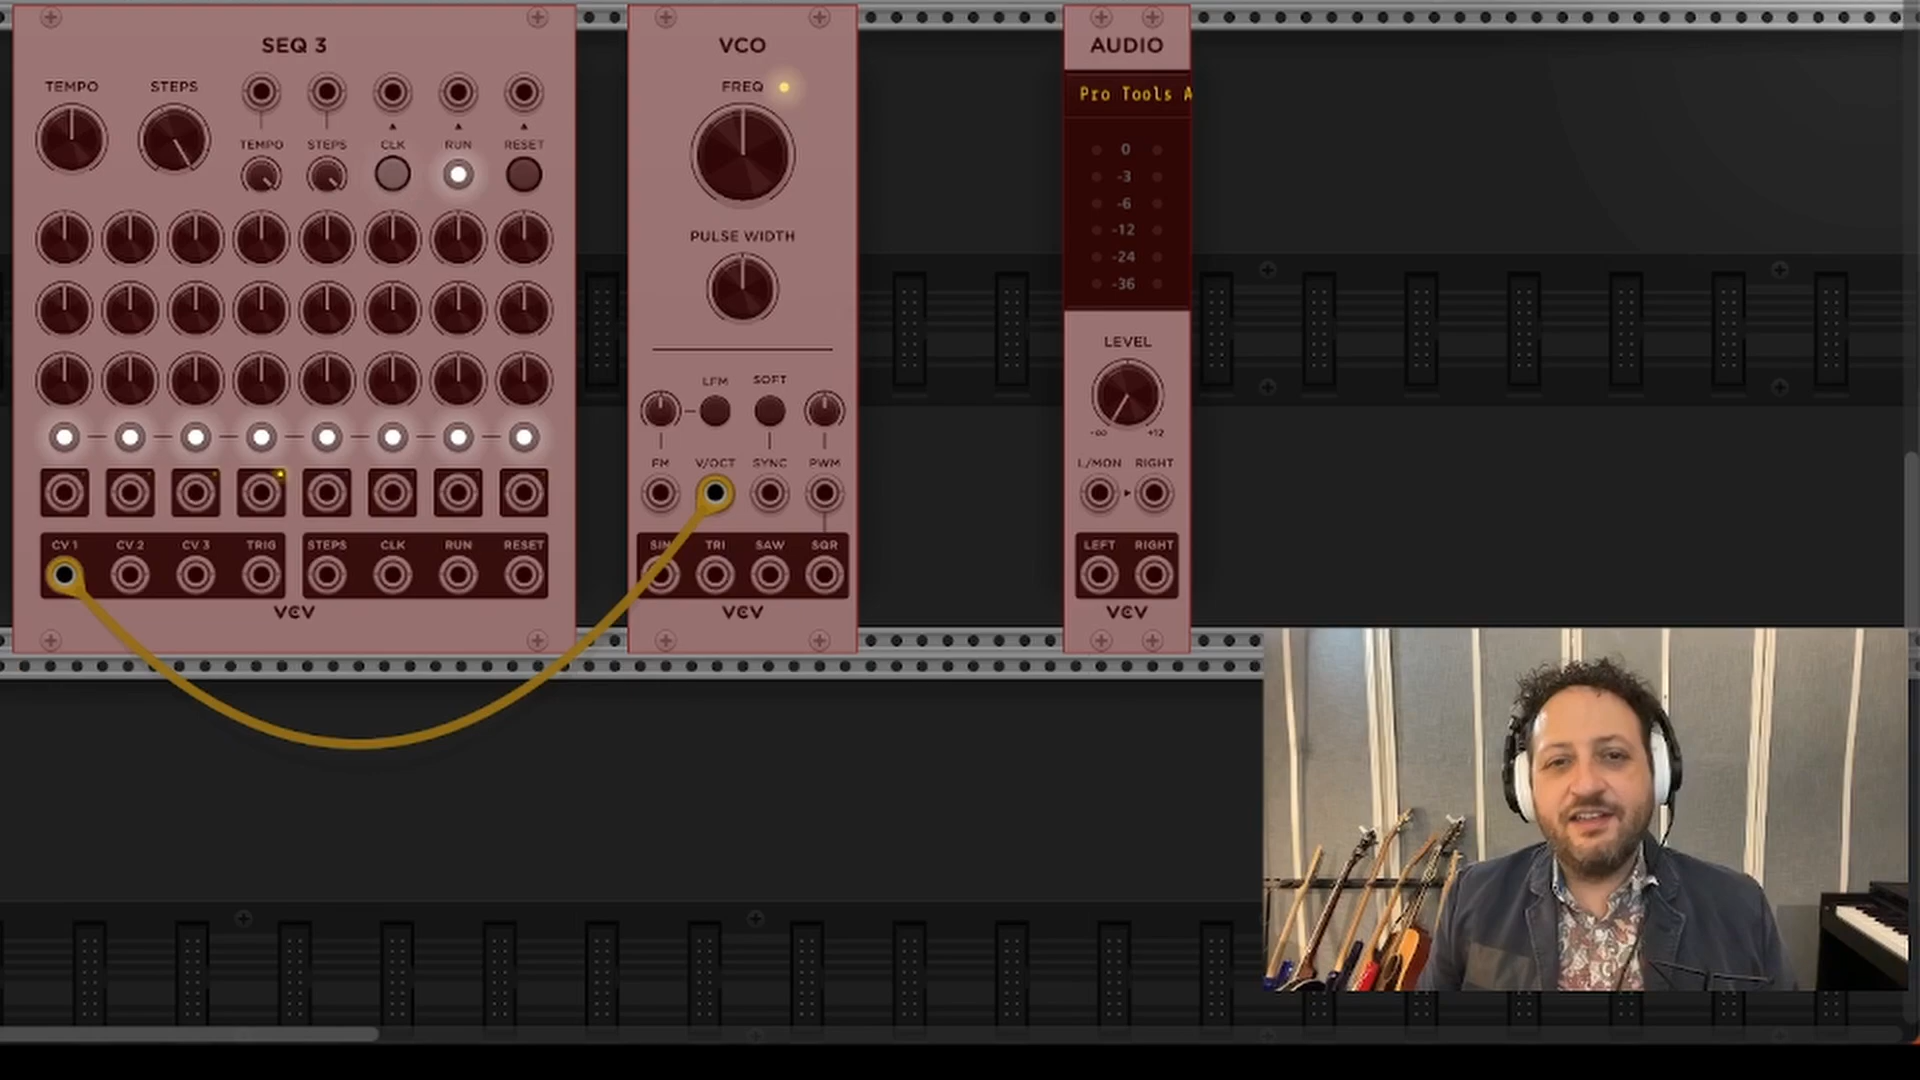 SEQ 3
TEMPO STEPS
TEMPO STEPS CLK RUN RESET
CV 1 CV 2 CV 3 TRIG STEPS CLK RUN RESET
VCV
VCO
FREQ
PULSE WIDTH
LFM SOFT
FM V/OCT SYNC PWM
SIN TRI SAW SQR
VCV
AUDIO
Pro Tools A
0
-3
-6
-12
-24
-36
LEVEL
-∞ +12
L/MON RIGHT
LEFT RIGHT
VCV